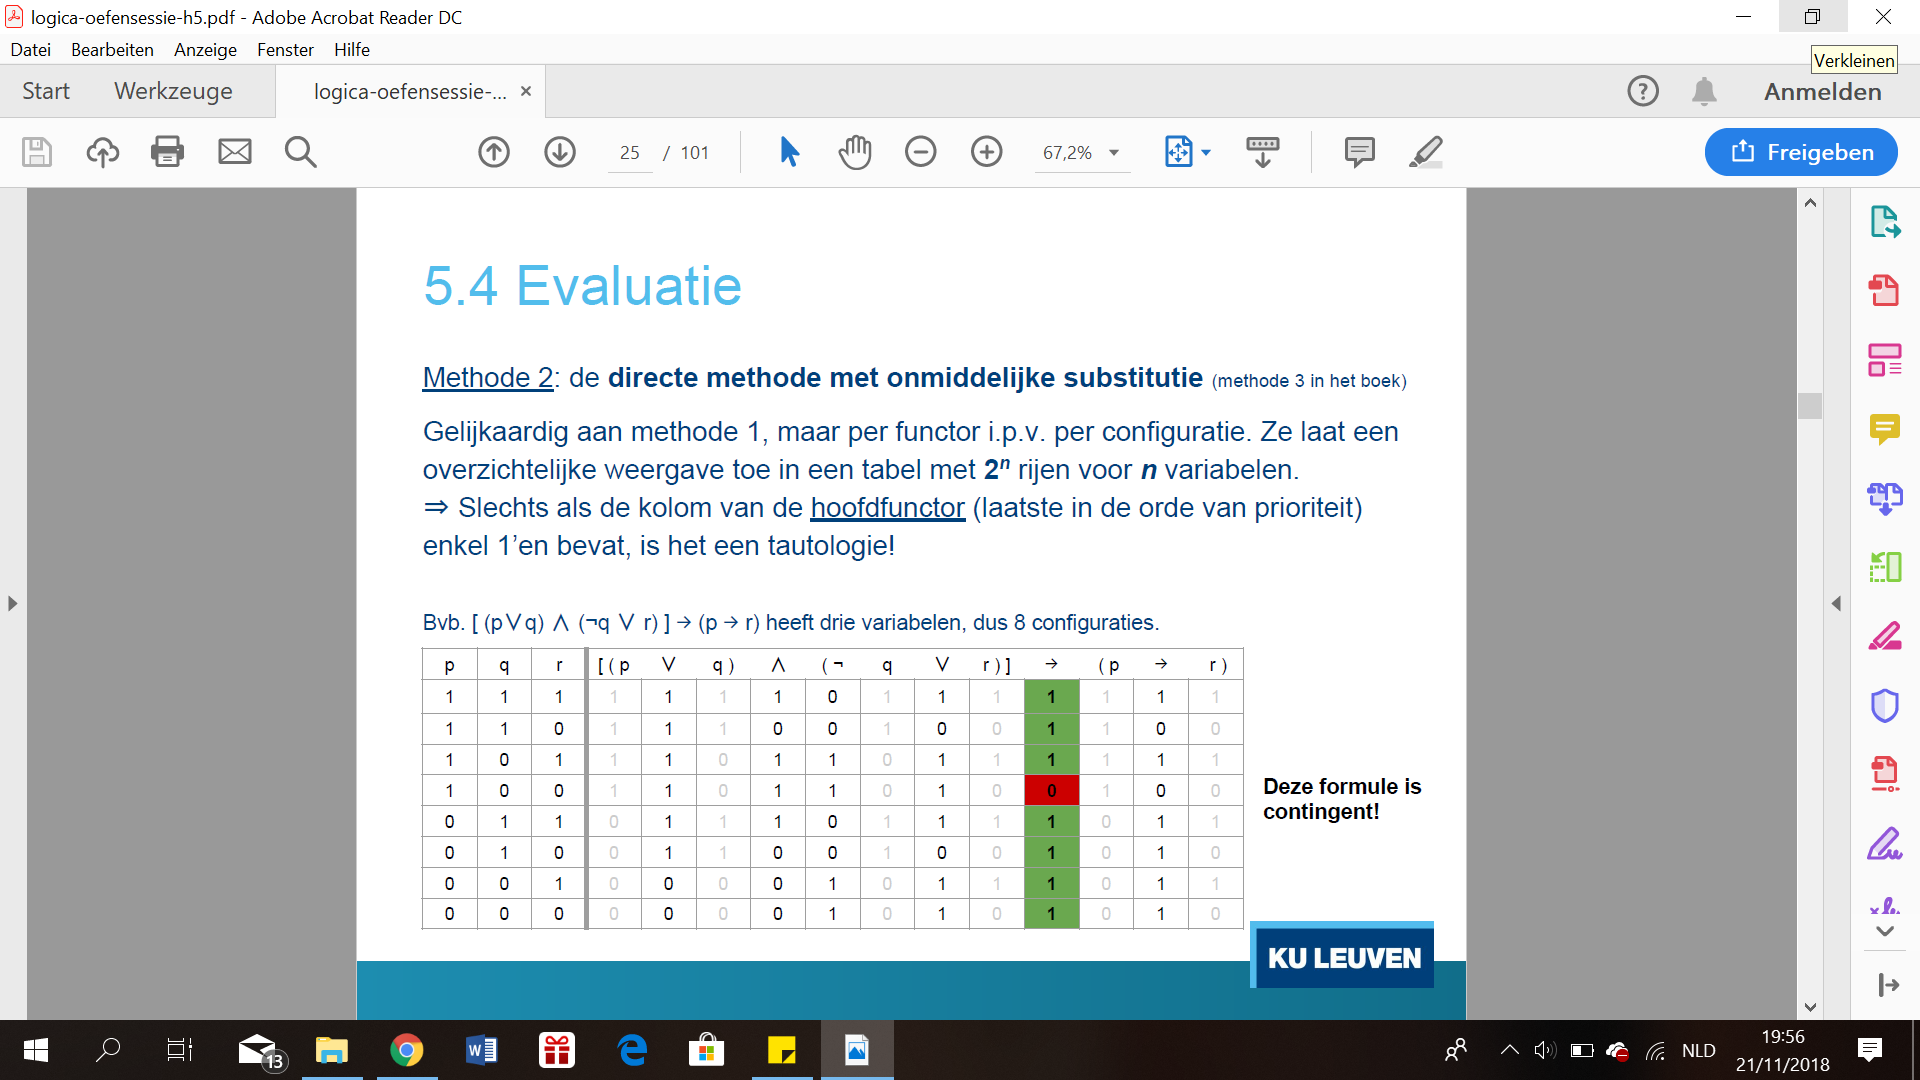 logica-oefensessie-h5.pdf - Adobe Acrobat Reader DC
Datei Bearbeiten Anzeige Fenster Hilfe
Verkleinen
Start Werkzeuge logica-oefensessie-... × Anmelden
25 / 101 67,2% Freigeben
5.4 Evaluatie
Methode 2: de directe methode met onmiddelijke substitutie (methode 3 in het boek)
Gelijkaardig aan methode 1, maar per functor i.p.v. per configuratie. Ze laat een
overzichtelijke weergave toe in een tabel met 2ⁿ rijen voor n variabelen.
⇒ Slechts als de kolom van de hoofdfunctor (laatste in de orde van prioriteit)
enkel 1’en bevat, is het een tautologie!
Bvb. [ (p∨q) ∧ (¬q ∨ r) ] → (p → r) heeft drie variabelen, dus 8 configuraties.
p q r [ ( p ∨ q ) ∧ ( ¬ q ∨ r ) ] → ( p → r )
1 1 1 1 1 1 1 0 1 1 1 1 1 1 1
1 1 0 1 1 1 0 0 1 0 0 1 1 0 0
1 0 1 1 1 0 1 1 0 1 1 1 1 1 1
1 0 0 1 1 0 1 1 0 1 0 0 1 0 0
0 1 1 0 1 1 1 0 1 1 1 1 0 1 1
0 1 0 0 1 1 0 0 1 0 0 1 0 1 0
0 0 1 0 0 0 0 1 0 1 1 1 0 1 1
0 0 0 0 0 0 0 1 0 1 0 1 0 1 0
Deze formule is
contingent!
KU LEUVEN
13
NLD
19:56
21/11/2018